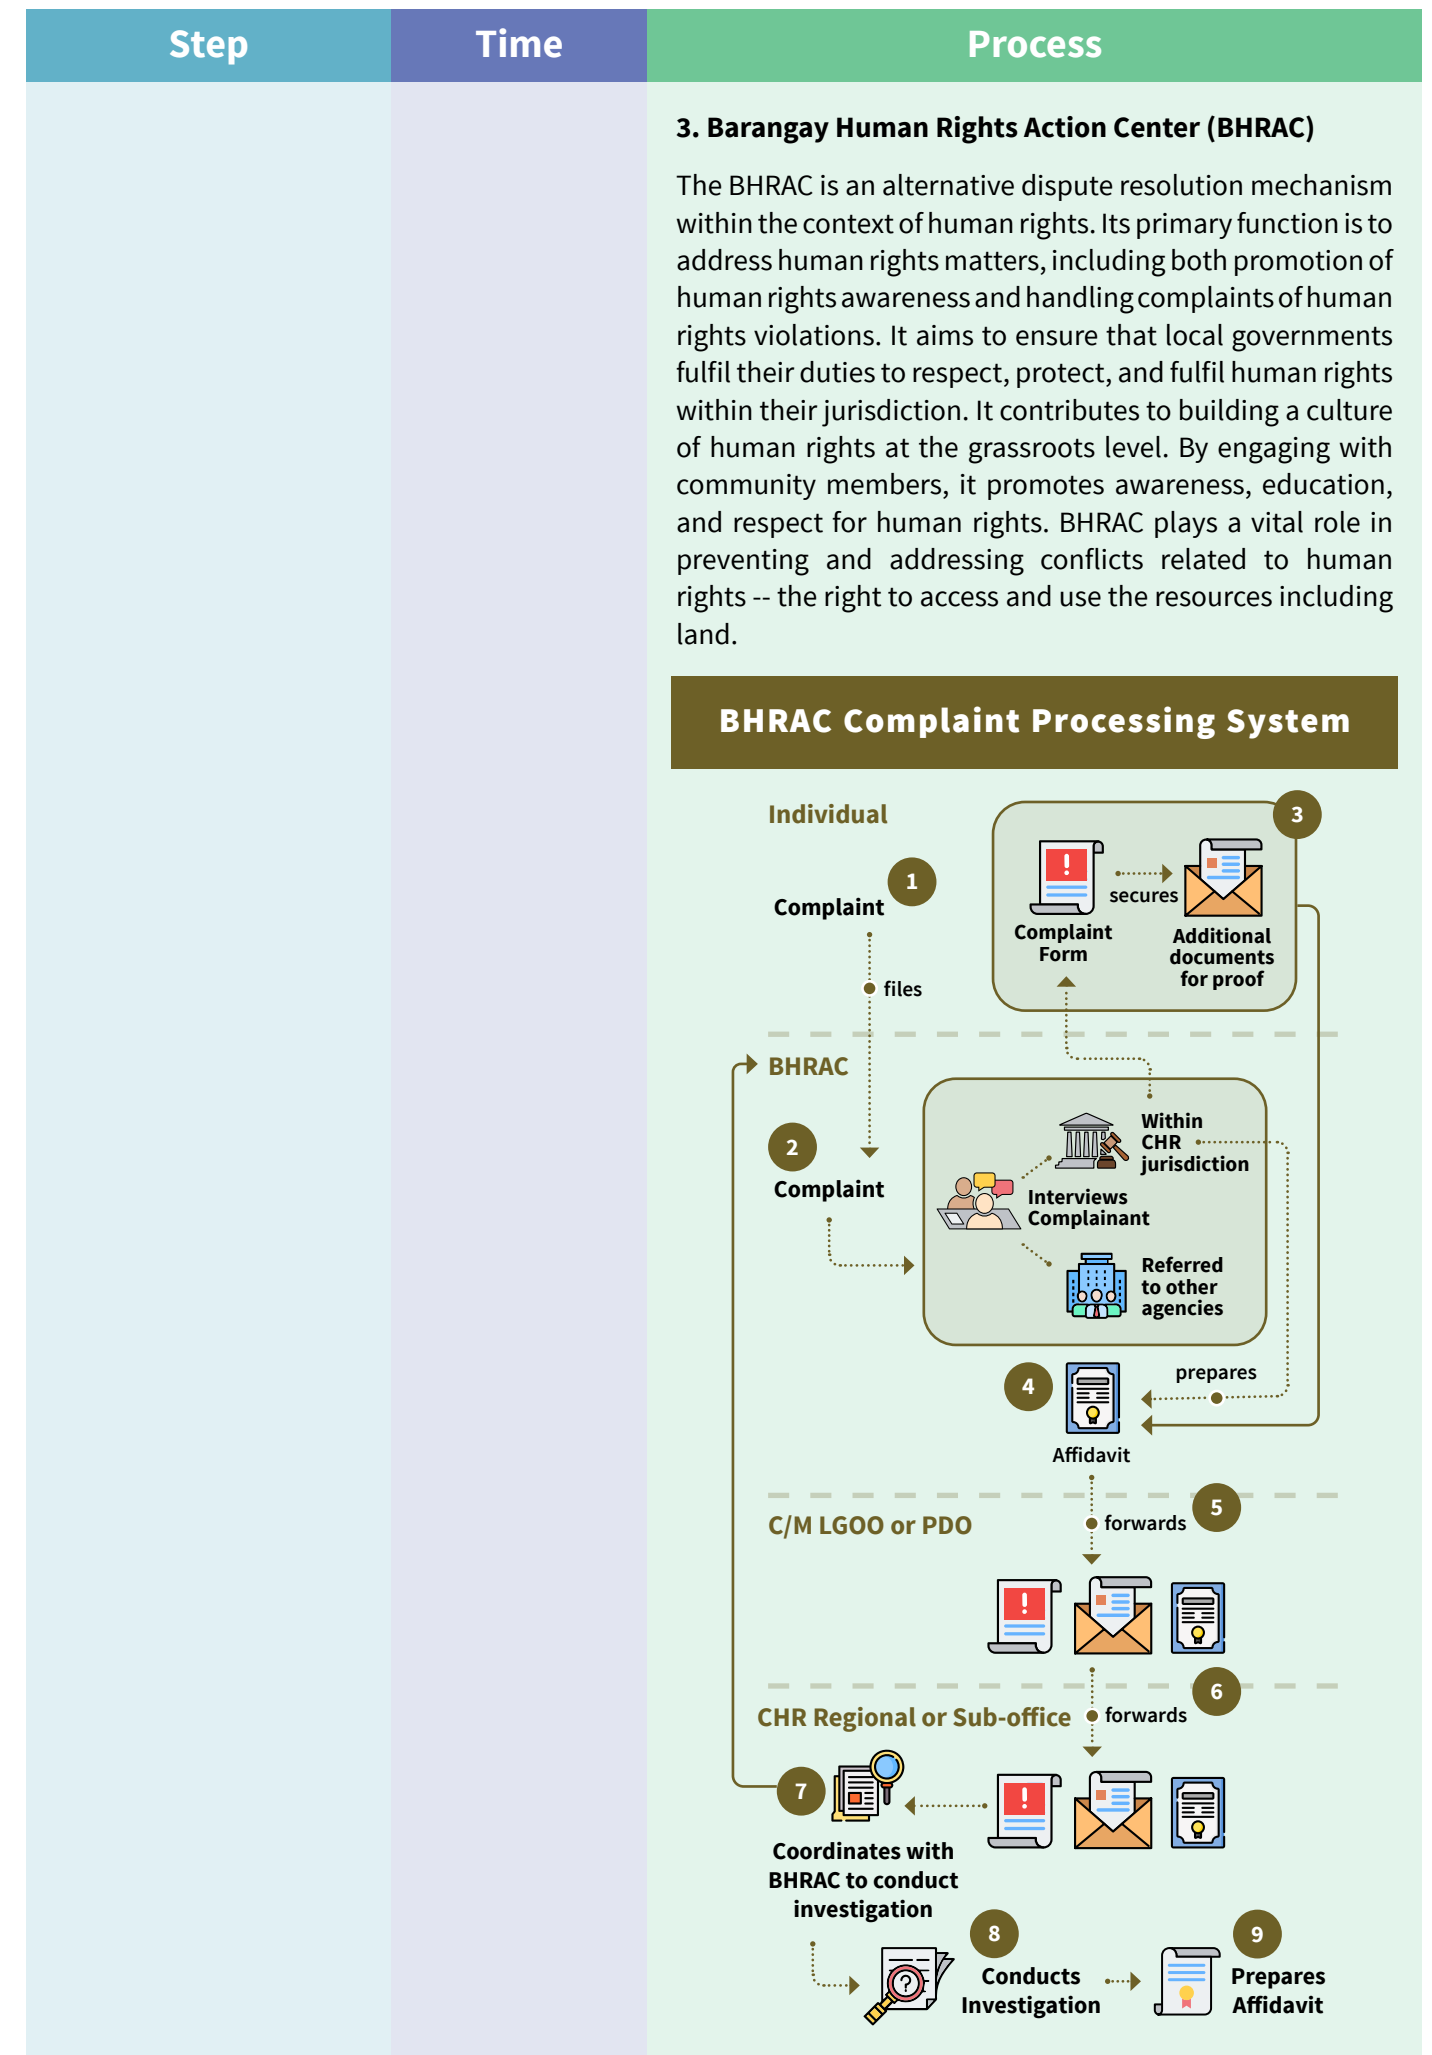 Step
Time
Process
3. Barangay Human Rights Action Center (BHRAC)
The BHRAC is an alternative dispute resolution mechanism
within the context of human rights. Its primary function is to
address human rights matters, including both promotion of
human rights awareness and handling complaints of human
rights violations. It aims to ensure that local governments
fulfil their duties to respect, protect, and fulfil human rights
within their jurisdiction. It contributes to building a culture
of human rights at the grassroots level. By engaging with
community members, it promotes awareness, education,
and respect for human rights. BHRAC plays a vital role in
preventing and addressing conflicts related to human
rights -- the right to access and use the resources including
land.
BHRAC Complaint Processing System
Individual
1
Complaint
files
3
Complaint
Form
secures
Additional
documents
for proof
BHRAC
2
Complaint
Interviews
Complainant
Within
CHR
jurisdiction
Referred
to other
agencies
4
Affidavit
prepares
C/M LGOO or PDO
forwards
5
CHR Regional or Sub-office
forwards
6
7
Coordinates with
BHRAC to conduct
investigation
8
Conducts
Investigation
9
Prepares
Affidavit